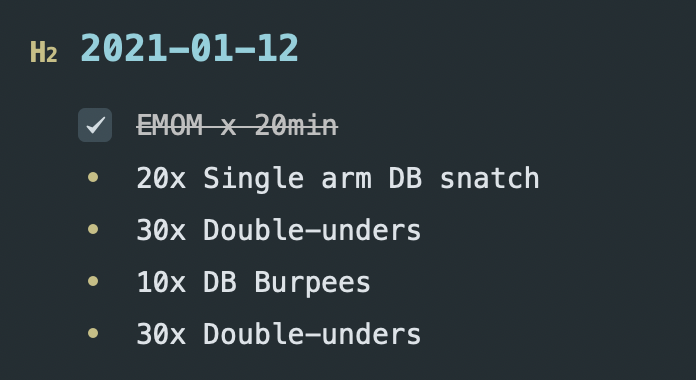 H2 2021-01-12
EMOM x 20min
20x Single arm DB snatch
30x Double-unders
10x DB Burpees
30x Double-unders